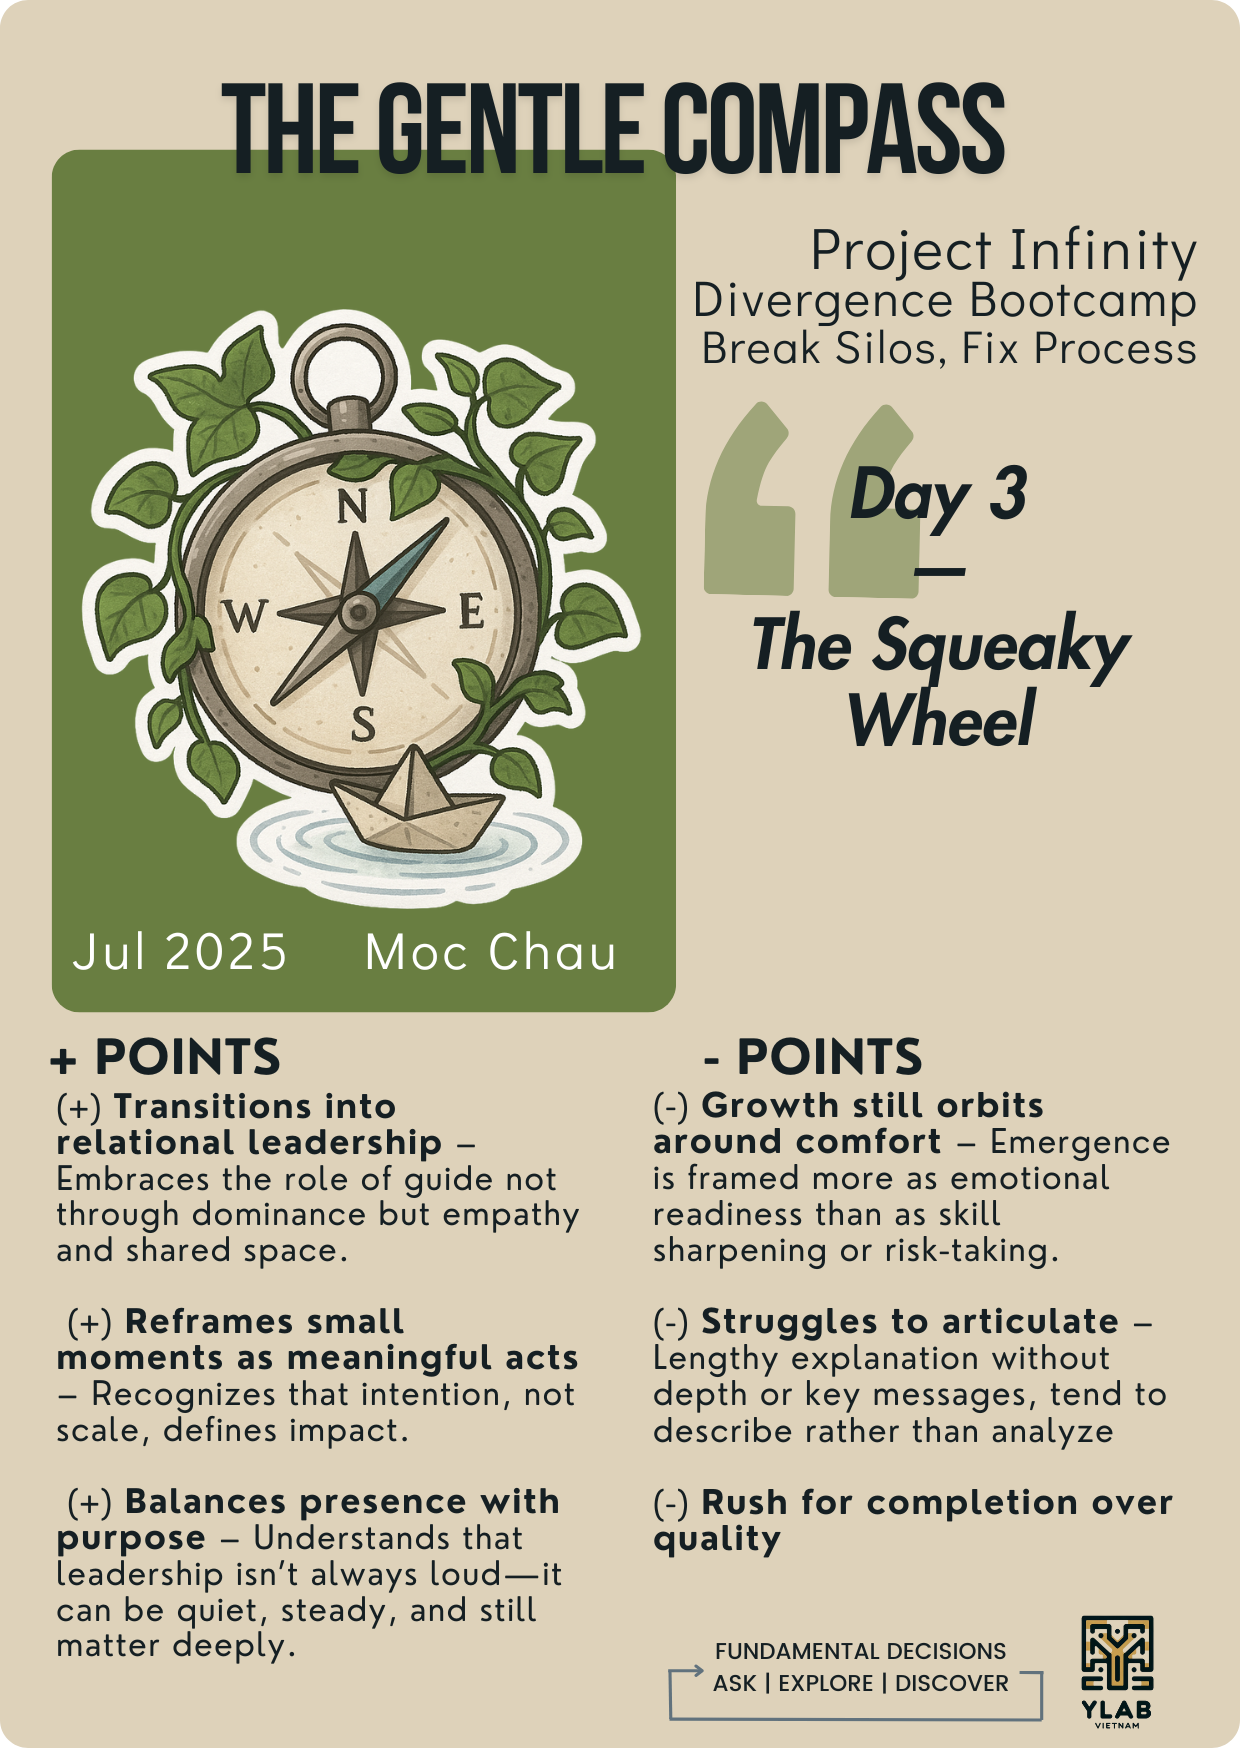 THE GENTLE COMPASS
Project Infinity
Divergence Bootcamp
Break Silos, Fix Process
“
Day 3
—
The Squeaky
Wheel
N
W
E
S
Jul 2025 Moc Chau
+ POINTS
(+) Transitions into
relational leadership –
Embraces the role of guide not
through dominance but empathy
and shared space.
(+) Reframes small
moments as meaningful acts
– Recognizes that intention, not
scale, defines impact.
(+) Balances presence with
purpose – Understands that
leadership isn’t always loud—it
can be quiet, steady, and still
matter deeply.
- POINTS
(-) Growth still orbits
around comfort – Emergence
is framed more as emotional
readiness than as skill
sharpening or risk-taking.
(-) Struggles to articulate –
Lengthy explanation without
depth or key messages, tend to
describe rather than analyze
(-) Rush for completion over
quality
FUNDAMENTAL DECISIONS
ASK | EXPLORE | DISCOVER
YLAB
VIETNAM